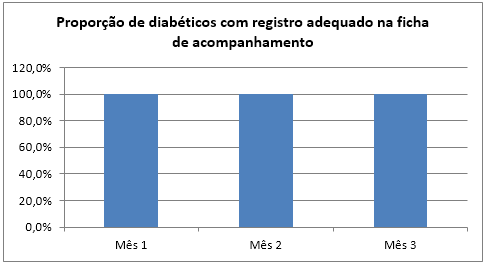 Proporção de diabéticos com registro adequado na ficha
de acompanhamento
120,0%
100,0%
80,0%
60,0%
40,0%
20,0%
0,0%
Mês 1
Mês 2
Mês 3